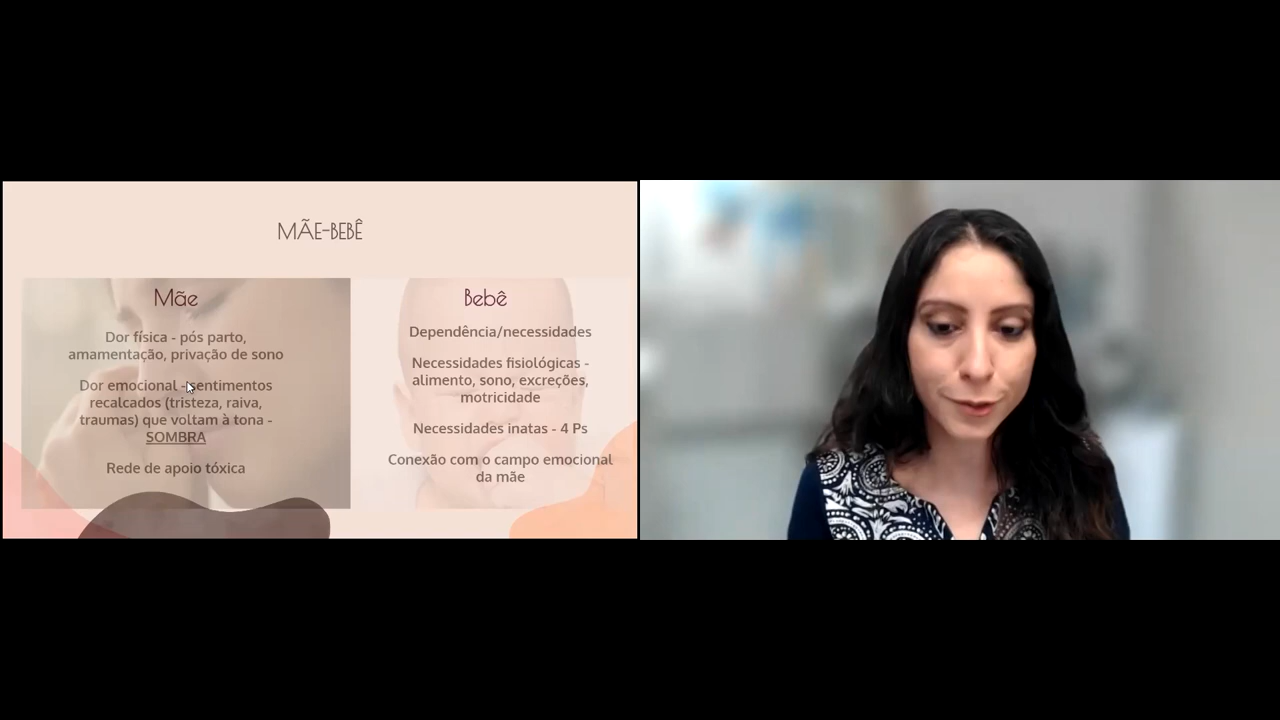 MÃE-BEBÊ
Mãe
Dor física - pós parto,
amamentação, privação de sono
Dor emocional - sentimentos
recalcados (tristeza, raiva,
traumas) que voltam à tona -
SOMBRA
Rede de apoio tóxica
Bebê
Dependência/necessidades
Necessidades fisiológicas -
alimento, sono, excreções,
motricidade
Necessidades inatas - 4 Ps
Conexão com o campo emocional
da mãe